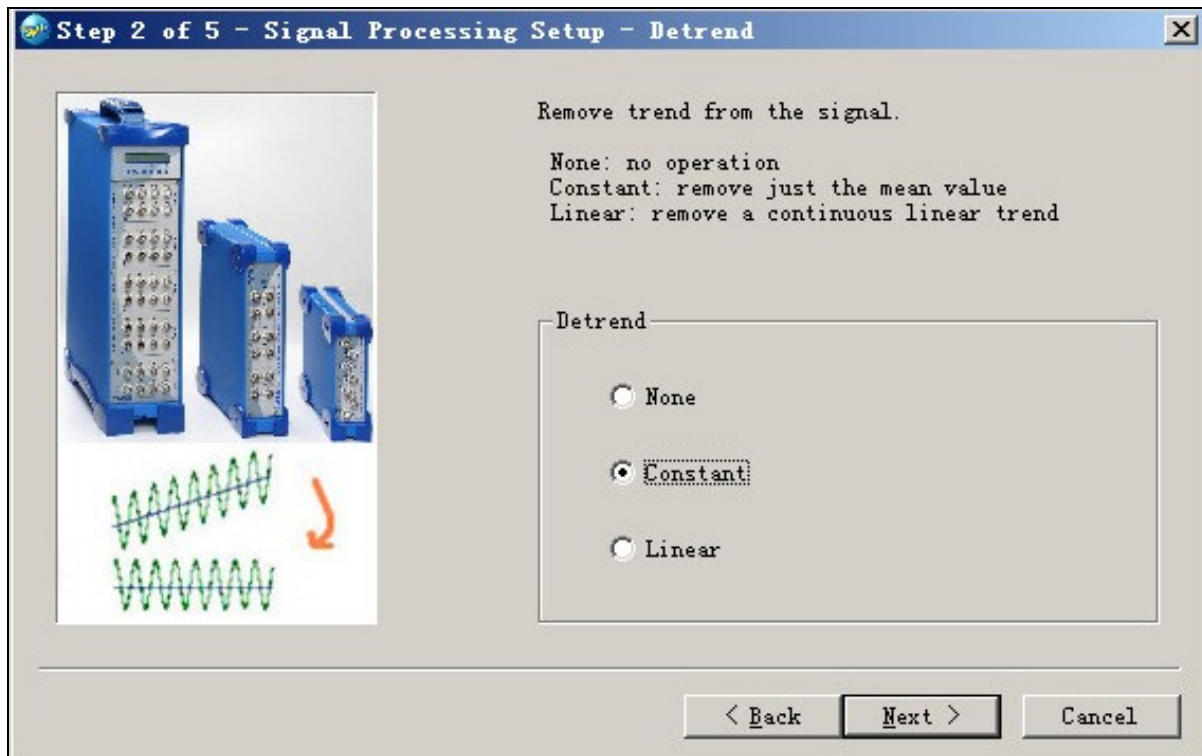 Step 2 of 5 - Signal Processing Setup - Detrend
Remove trend from the signal.
None: no operation
Constant: remove just the mean value
Linear: remove a continuous linear trend
Detrend
None
Constant
Linear
< Back
Next >
Cancel